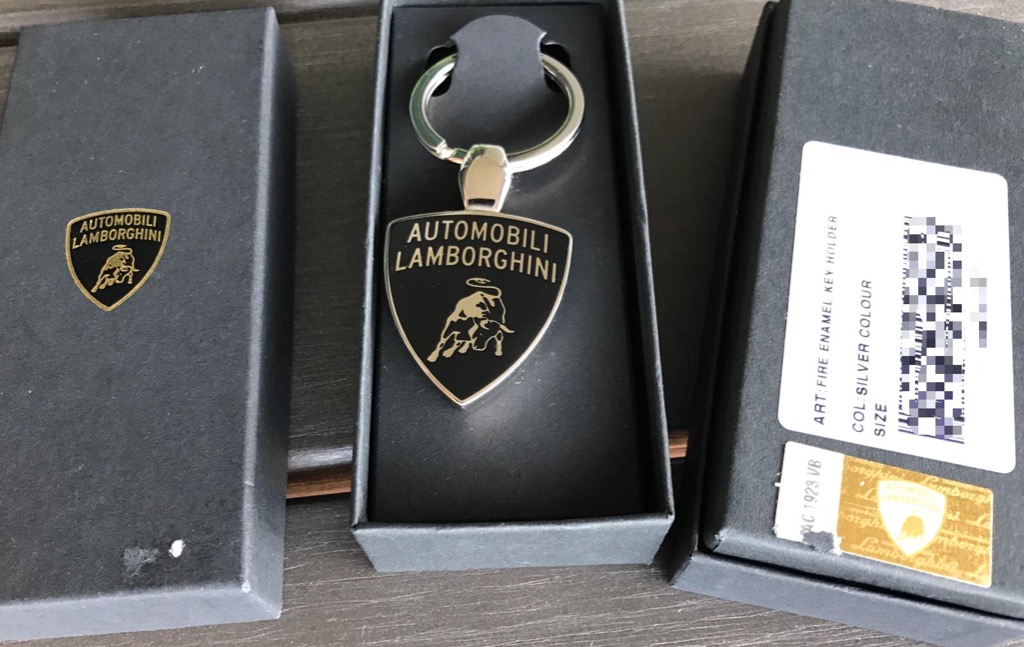 AUTOMOBILI
LAMBORGHINI
AUTOMOBILI
LAMBORGHINI
ART:FIRE ENAMEL KEY HOLDER
COL:SILVER COLOUR
SIZE
1923 VB